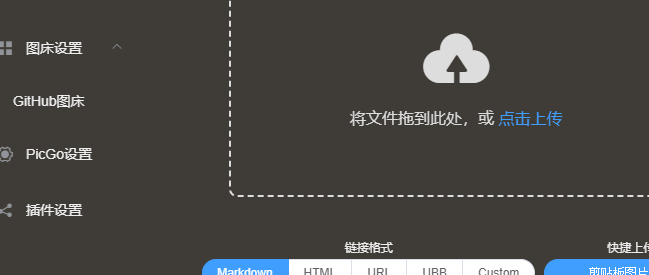 图床设置
GitHub图床
PicGo设置
插件设置
将文件拖到此处，或 点击上传
链接格式
快捷上传
Markdown
HTML
URL
UBB
Custom
剪贴板图片